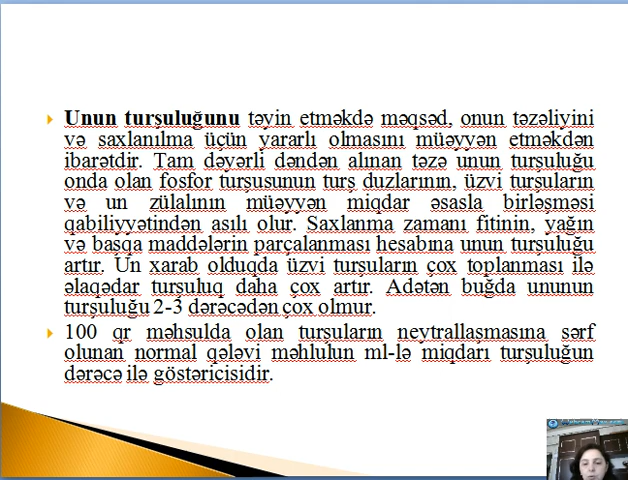 Unun turşuluğunu təyin etməkdə məqsəd, onun təzəliyini
və saxlanılma üçün yararlı olmasını müəyyən etməkdən
ibarətdir. Tam dəyərli dəndən alınan təzə unun turşuluğu
onda olan fosfor turşusunun turş duzlarının, üzvi turşuların
və un zülalının müəyyən miqdar əsasla birləşməsi
qabiliyyətindən asılı olur. Saxlanma zamanı fitinin, yağın
və başqa maddələrin parçalanması hesabına unun turşuluğu
artır. Un xarab olduqda üzvi turşuların çox toplanması ilə
əlaqədar turşuluq daha çox artır. Adətən buğda ununun
turşuluğu 2-3 dərəcədən çox olmur.
100 qr məhsulda olan turşuların neytrallaşmasına sərf
olunan normal qələvi məhlulun ml-lə miqdarı turşuluğun
dərəcə ilə göstəricisidir.